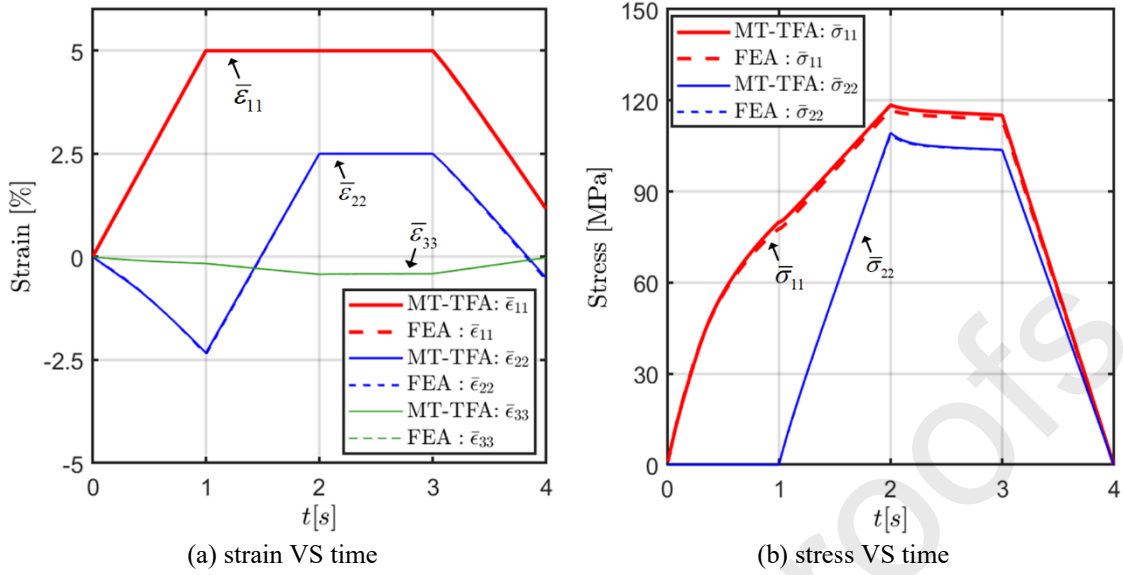 5
2.5
0
-2.5
-5
Strain [%]
ε̄₁₁
ε̄₂₂
ε̄₃₃
MT-TFA: ε̄₁₁
FEA : ε̄₁₁
MT-TFA: ε̄₂₂
FEA : ε̄₂₂
MT-TFA: ε̄₃₃
FEA : ε̄₃₃
0 1 2 3 4
t[s]
(a) strain VS time
150
120
90
60
30
0
Stress [MPa]
MT-TFA: σ̄₁₁
FEA : σ̄₁₁
MT-TFA: σ̄₂₂
FEA : σ̄₂₂
σ̄₁₁
σ̄₂₂
0 1 2 3 4
t[s]
(b) stress VS time
roofs